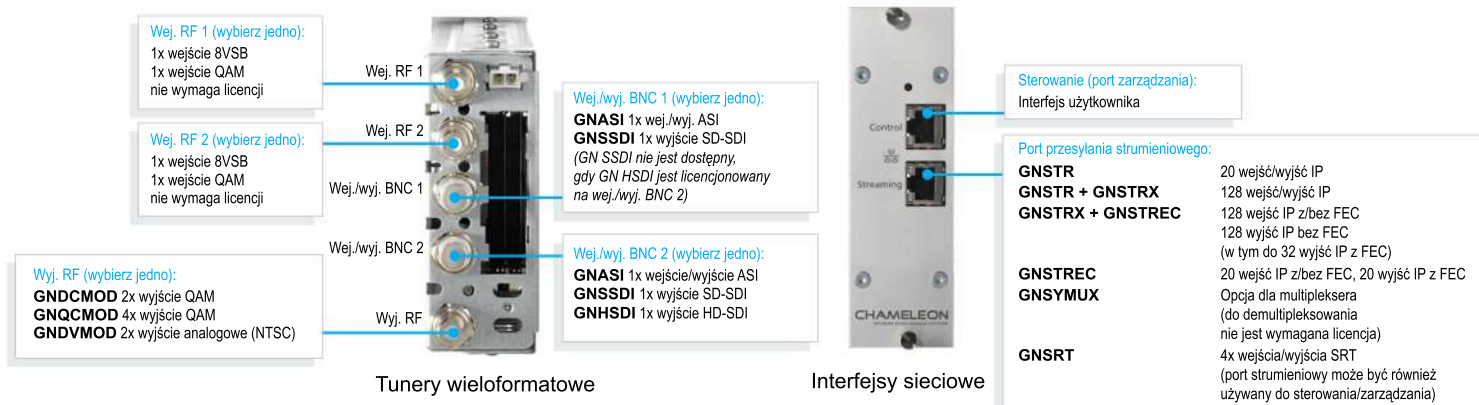 Wej. RF 1 (wybierz jedno):
1x wejście 8VSB
1x wejście QAM
nie wymaga licencji
Wej. RF 2 (wybierz jedno):
1x wejście 8VSB
1x wejście QAM
nie wymaga licencji
Wyj. RF (wybierz jedno):
GNDCMOD 2x wyjście QAM
GNQCMOD 4x wyjście QAM
GNDVMOD 2x wyjście analogowe (NTSC)
Wej. RF 1
Wej. RF 2
Wej./wyj. BNC 1
Wej./wyj. BNC 2
Wyj. RF
Wej./wyj. BNC 1 (wybierz jedno):
GNASI 1x wej./wyj. ASI
GNSSDI 1x wyjście SD-SDI
(GN SSDI nie jest dostępny,
gdy GN HSDI jest licencjonowany
na wej./wyj. BNC 2)
Wej./wyj. BNC 2 (wybierz jedno):
GNASI 1x wejście/wyjście ASI
GNSSDI 1x wyjście SD-SDI
GNHSDI 1x wyjście HD-SDI
Tunery wieloformatowe
Control
Streaming
CHAMELEON
Interfejsy sieciowe
Sterowanie (port zarządzania):
Interfejs użytkownika
Port przesyłania strumieniowego:
GNSTR 20 wejść/wyjść IP
GNSTR + GNSTRX 128 wejść/wyjść IP
GNSTRX + GNSTREC 128 wejść IP z/bez FEC
128 wyjść IP bez FEC
(w tym do 32 wyjść IP z FEC)
GNSTREC 20 wejść IP z/bez FEC, 20 wyjść IP z FEC
GNSYMUX Opcja dla multipleksera
(do demultipleksowania
nie jest wymagana licencja)
GNSRT 4x wejścia/wyjścia SRT
(port strumieniowy może być również
używany do sterowania/zarządzania)